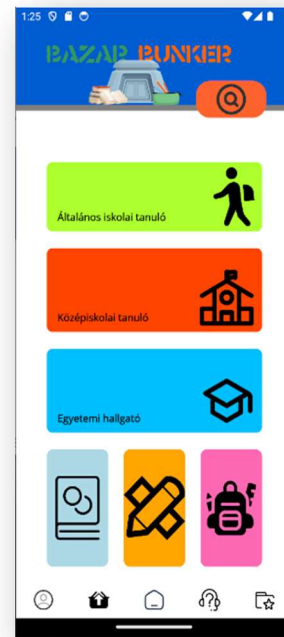 1:25
BAZAR BUNKER
Általános iskolai tanuló
Középiskolai tanuló
Egyetemi hallgató